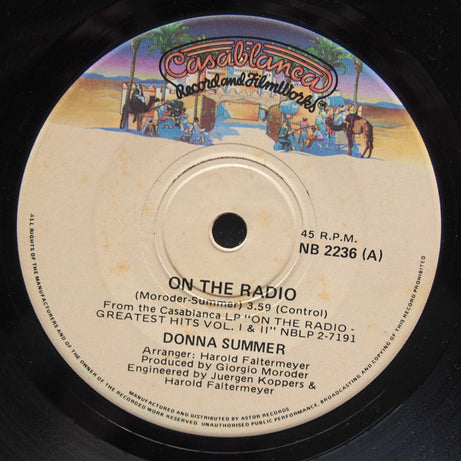 Casablanca
Record and FilmWorks
45 R.P.M.
NB 2236 (A)
ON THE RADIO
(Moroder-Summer) 3.59 (Control)
From the Casablanca LP "ON THE RADIO -
GREATEST HITS VOL. I & II" NBLP 2-7191
DONNA SUMMER
Arranger: Harold Faltermeyer
Produced by Giorgio Moroder
Engineered by Juergen Koppers &
Harold Faltermeyer
MANUFACTURED AND DISTRIBUTED BY ASTOR RECORDS
ALL RIGHTS OF THE MANUFACTURER AND OF THE OWNER OF THE RECORDED WORK RESERVED. UNAUTHORISED PUBLIC PERFORMANCE, BROADCASTING, AND COPYING OF THIS RECORD PROHIBITED